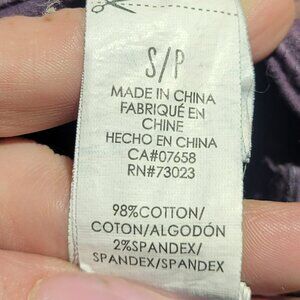 S/P
MADE IN CHINA
FABRIQUÉ EN
CHINE
HECHO EN CHINA
CA#07658
RN#73023
98%COTTON/
COTON/ALGODÓN
2%SPANDEX/
SPANDEX/SPANDEX